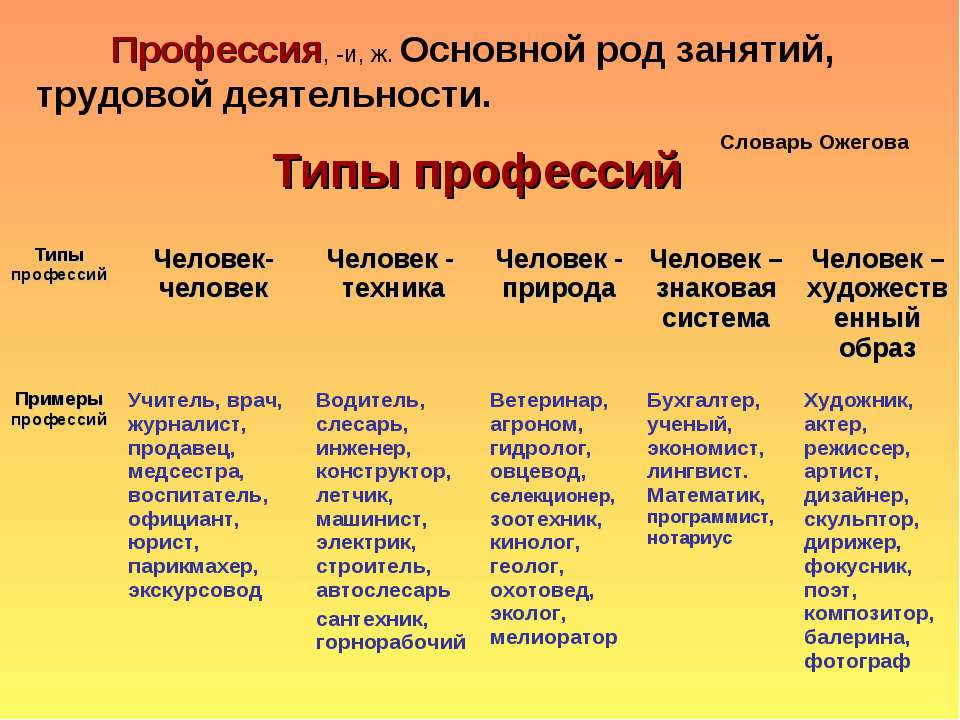 Профессия, -и, ж. Основной род занятий,
трудовой деятельности.
Словарь Ожегова
Типы профессий
Типы
профессий
Человек-
человек
Человек -
техника
Человек -
природа
Человек –
знаковая
система
Человек –
художеств
енный
образ
Примеры
профессий
Учитель, врач,
журналист,
продавец,
медсестра,
воспитатель,
официант,
юрист,
парикмахер,
экскурсовод
Водитель,
слесарь,
инженер,
конструктор,
летчик,
машинист,
электрик,
строитель,
автослесарь
сантехник,
горнорабочий
Ветеринар,
агроном,
гидролог,
овцевод,
селекционер,
зоотехник,
кинолог,
геолог,
охотовед,
эколог,
мелиоратор
Бухгалтер,
ученый,
экономист,
лингвист.
Математик,
программист,
нотариус
Художник,
актер,
режиссер,
артист,
дизайнер,
скульптор,
дирижер,
фокусник,
поэт,
композитор,
балерина,
фотограф